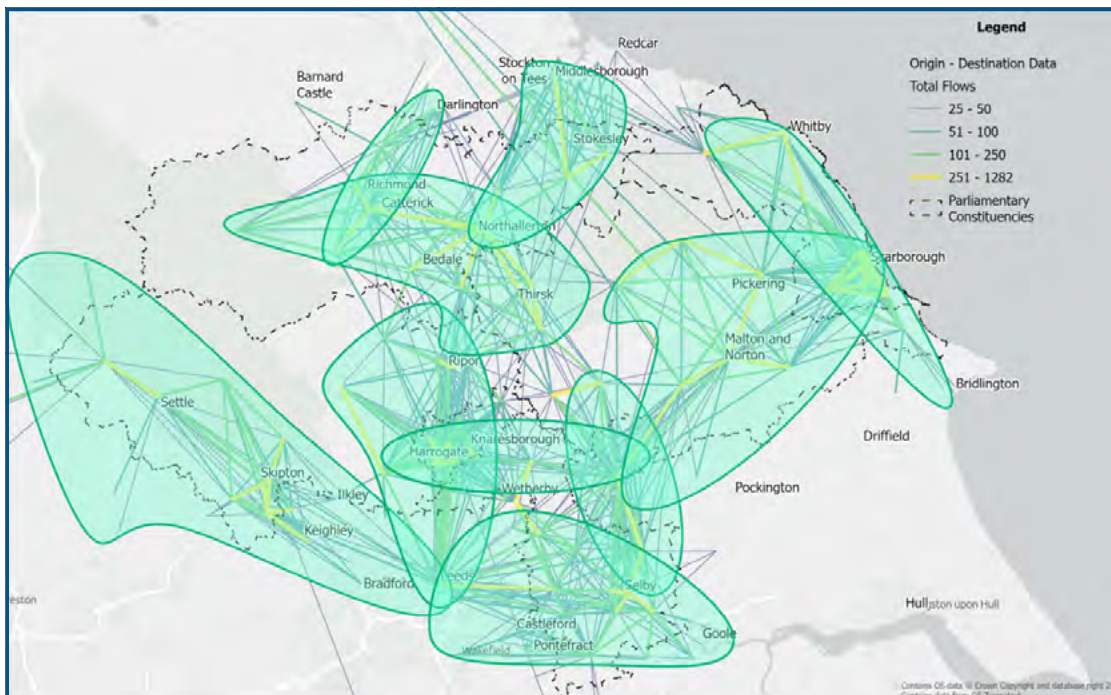 Legend
Origin - Destination Data
Total Flows
25 - 50
51 - 100
101 - 250
251 - 1282
Parliamentary
Constituencies
Redcar
Stockton
on Tees
Middlesborough
Barnard
Castle
Darlington
Whitby
Stokesley
Richmond
Catterick
Northallerton
Scarborough
Bedale
Pickering
Thirsk
Malton and
Norton
Ripon
Bridlington
Settle
Driffield
Knaresborough
Harrogate
Skipton
Wetherby
Ilkley
Pockington
Keighley
Bradford
Leeds
Selby
eston
Hull
gston upon Hull
Castleford
Goole
Pontefract
Wakefield
Contains OS data © Crown Copyright and database right 2